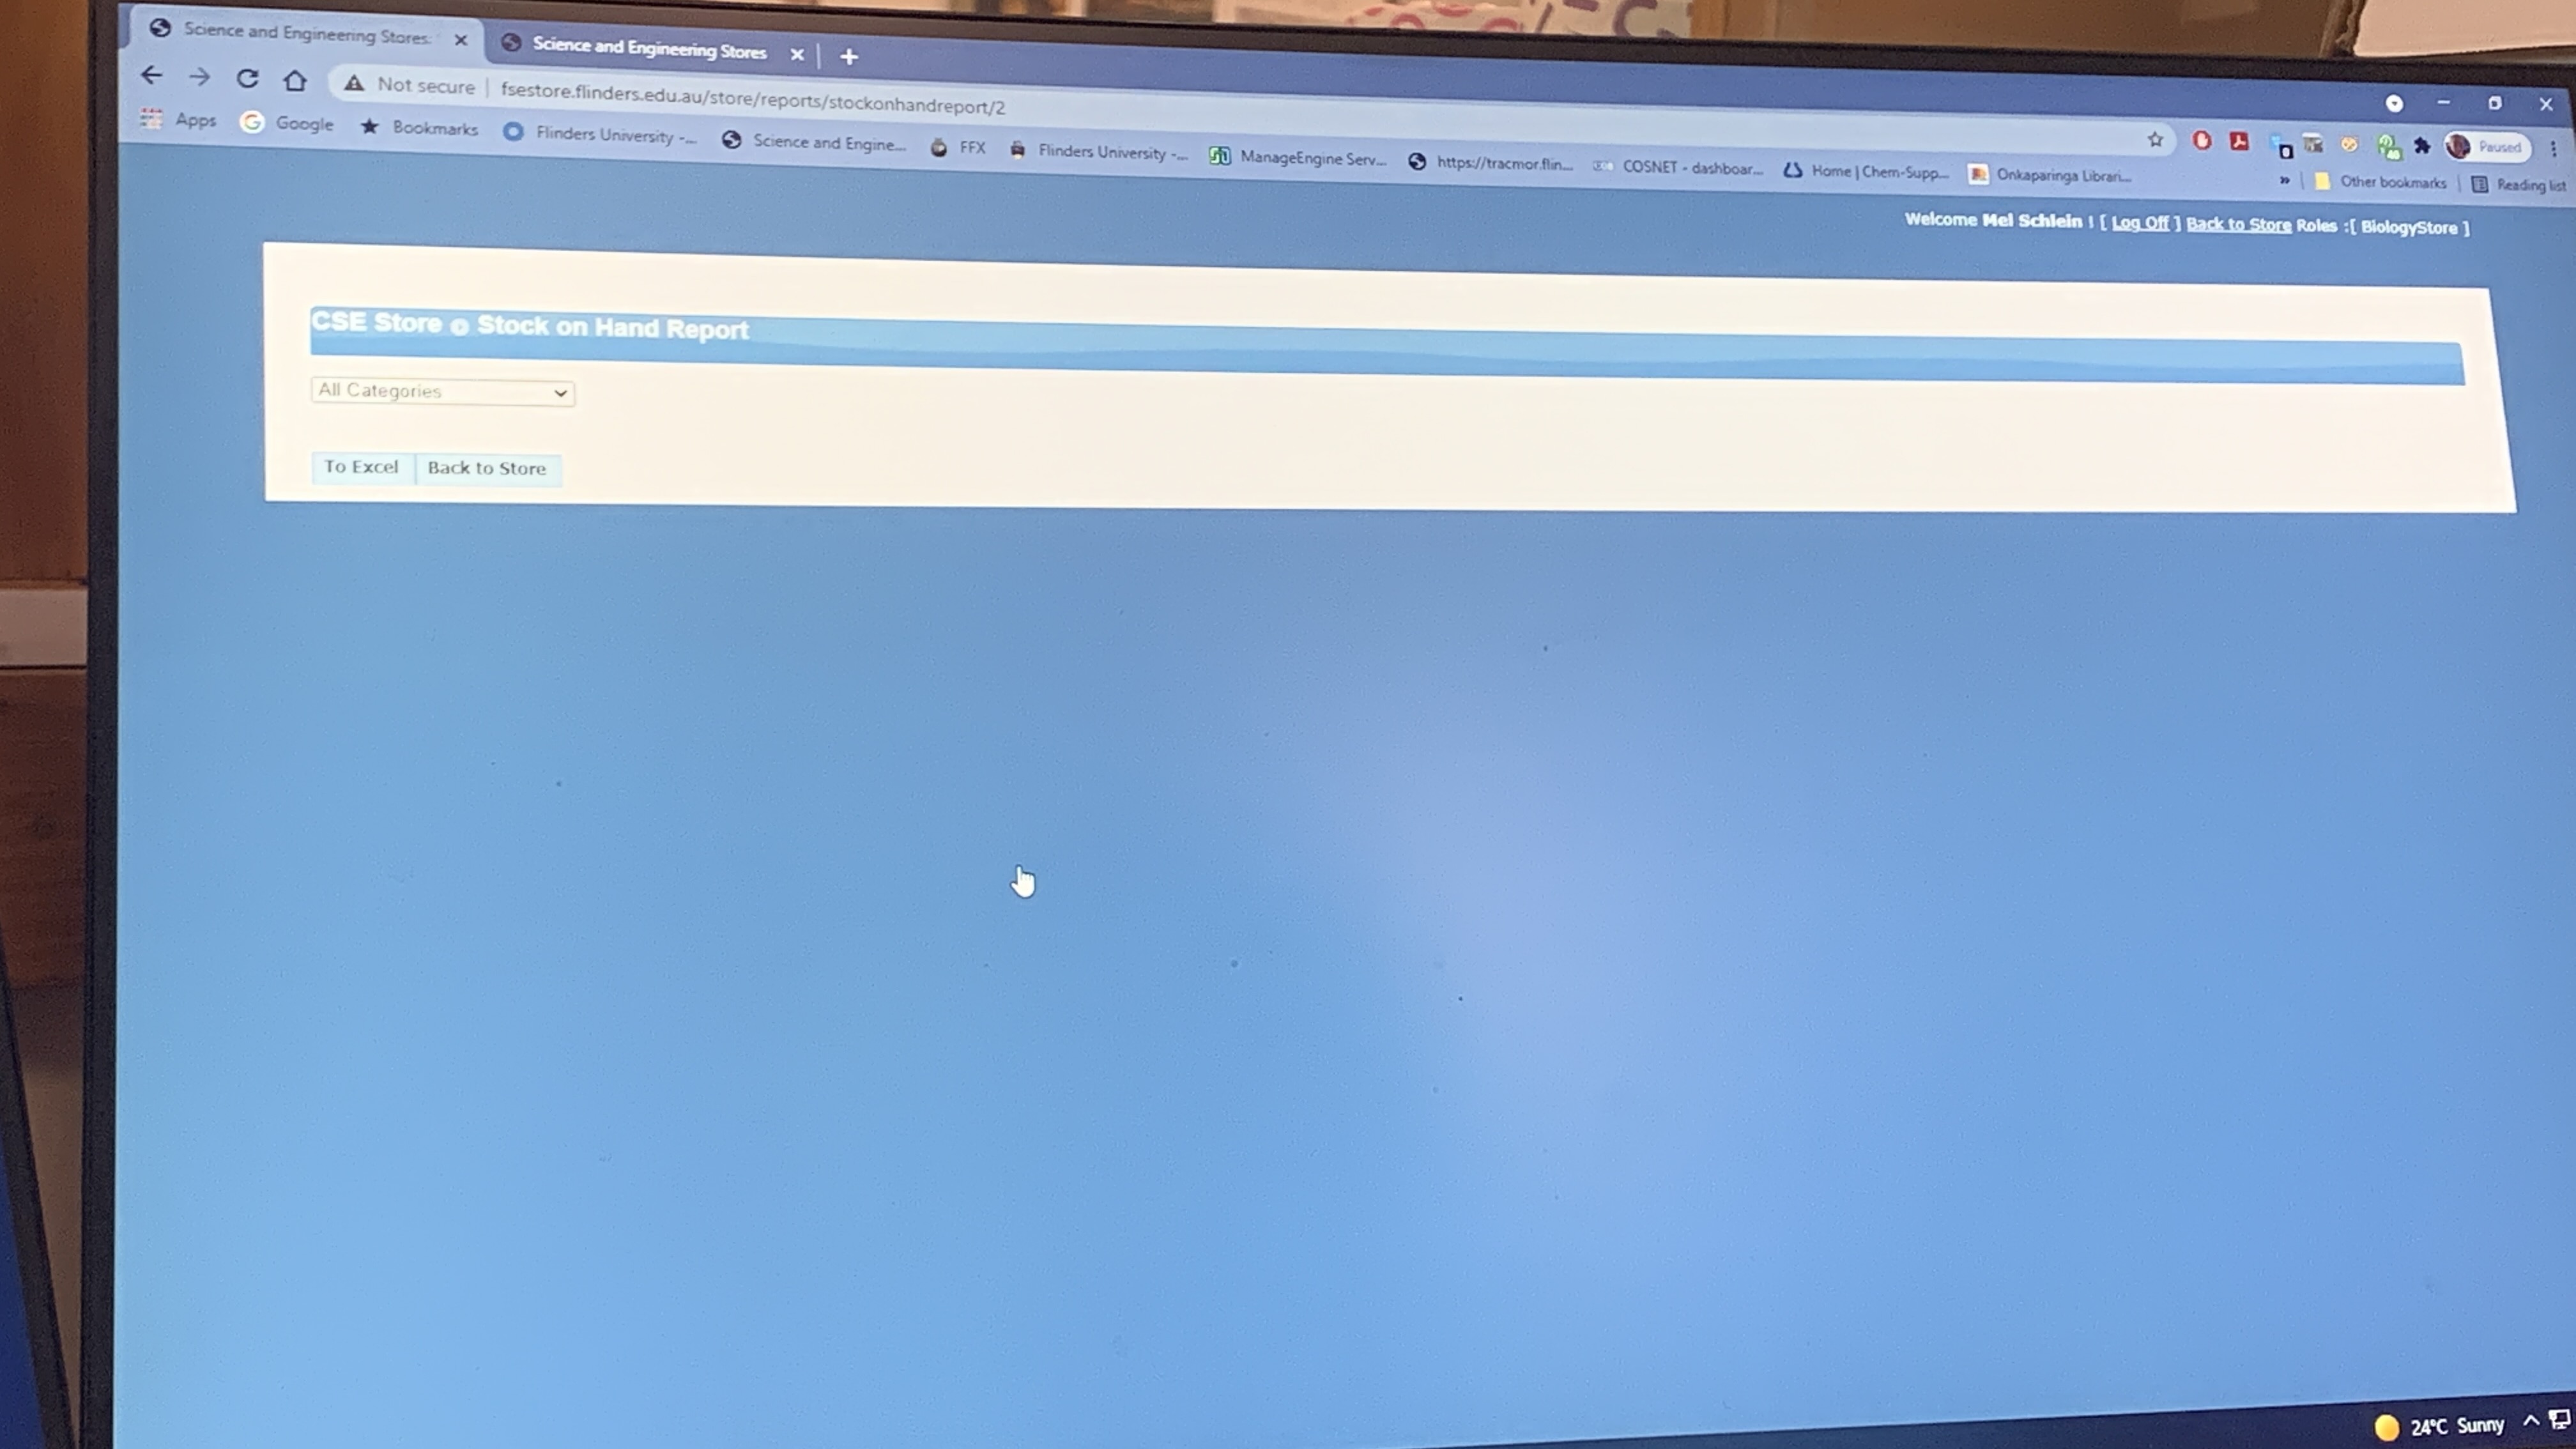 Science and Engineering Stores:
Science and Engineering Stores
Not secure
fsestore.flinders.edu.au/store/reports/stockonhandreport/2
Paused
Apps
Google
Bookmarks
Flinders University -...
Science and Engine...
FFX
Flinders University -...
ManageEngine Serv...
https://tracmor.flin...
COSNET - dashboar...
Home | Chem-Supp...
Onkaparinga Librari...
»
Other bookmarks
Reading list
Welcome Mel Schlein ! [ Log Off ] Back to Store Roles :[ BiologyStore ]
CSE Store Stock on Hand Report
All Categories
To Excel
Back to Store
24°C Sunny